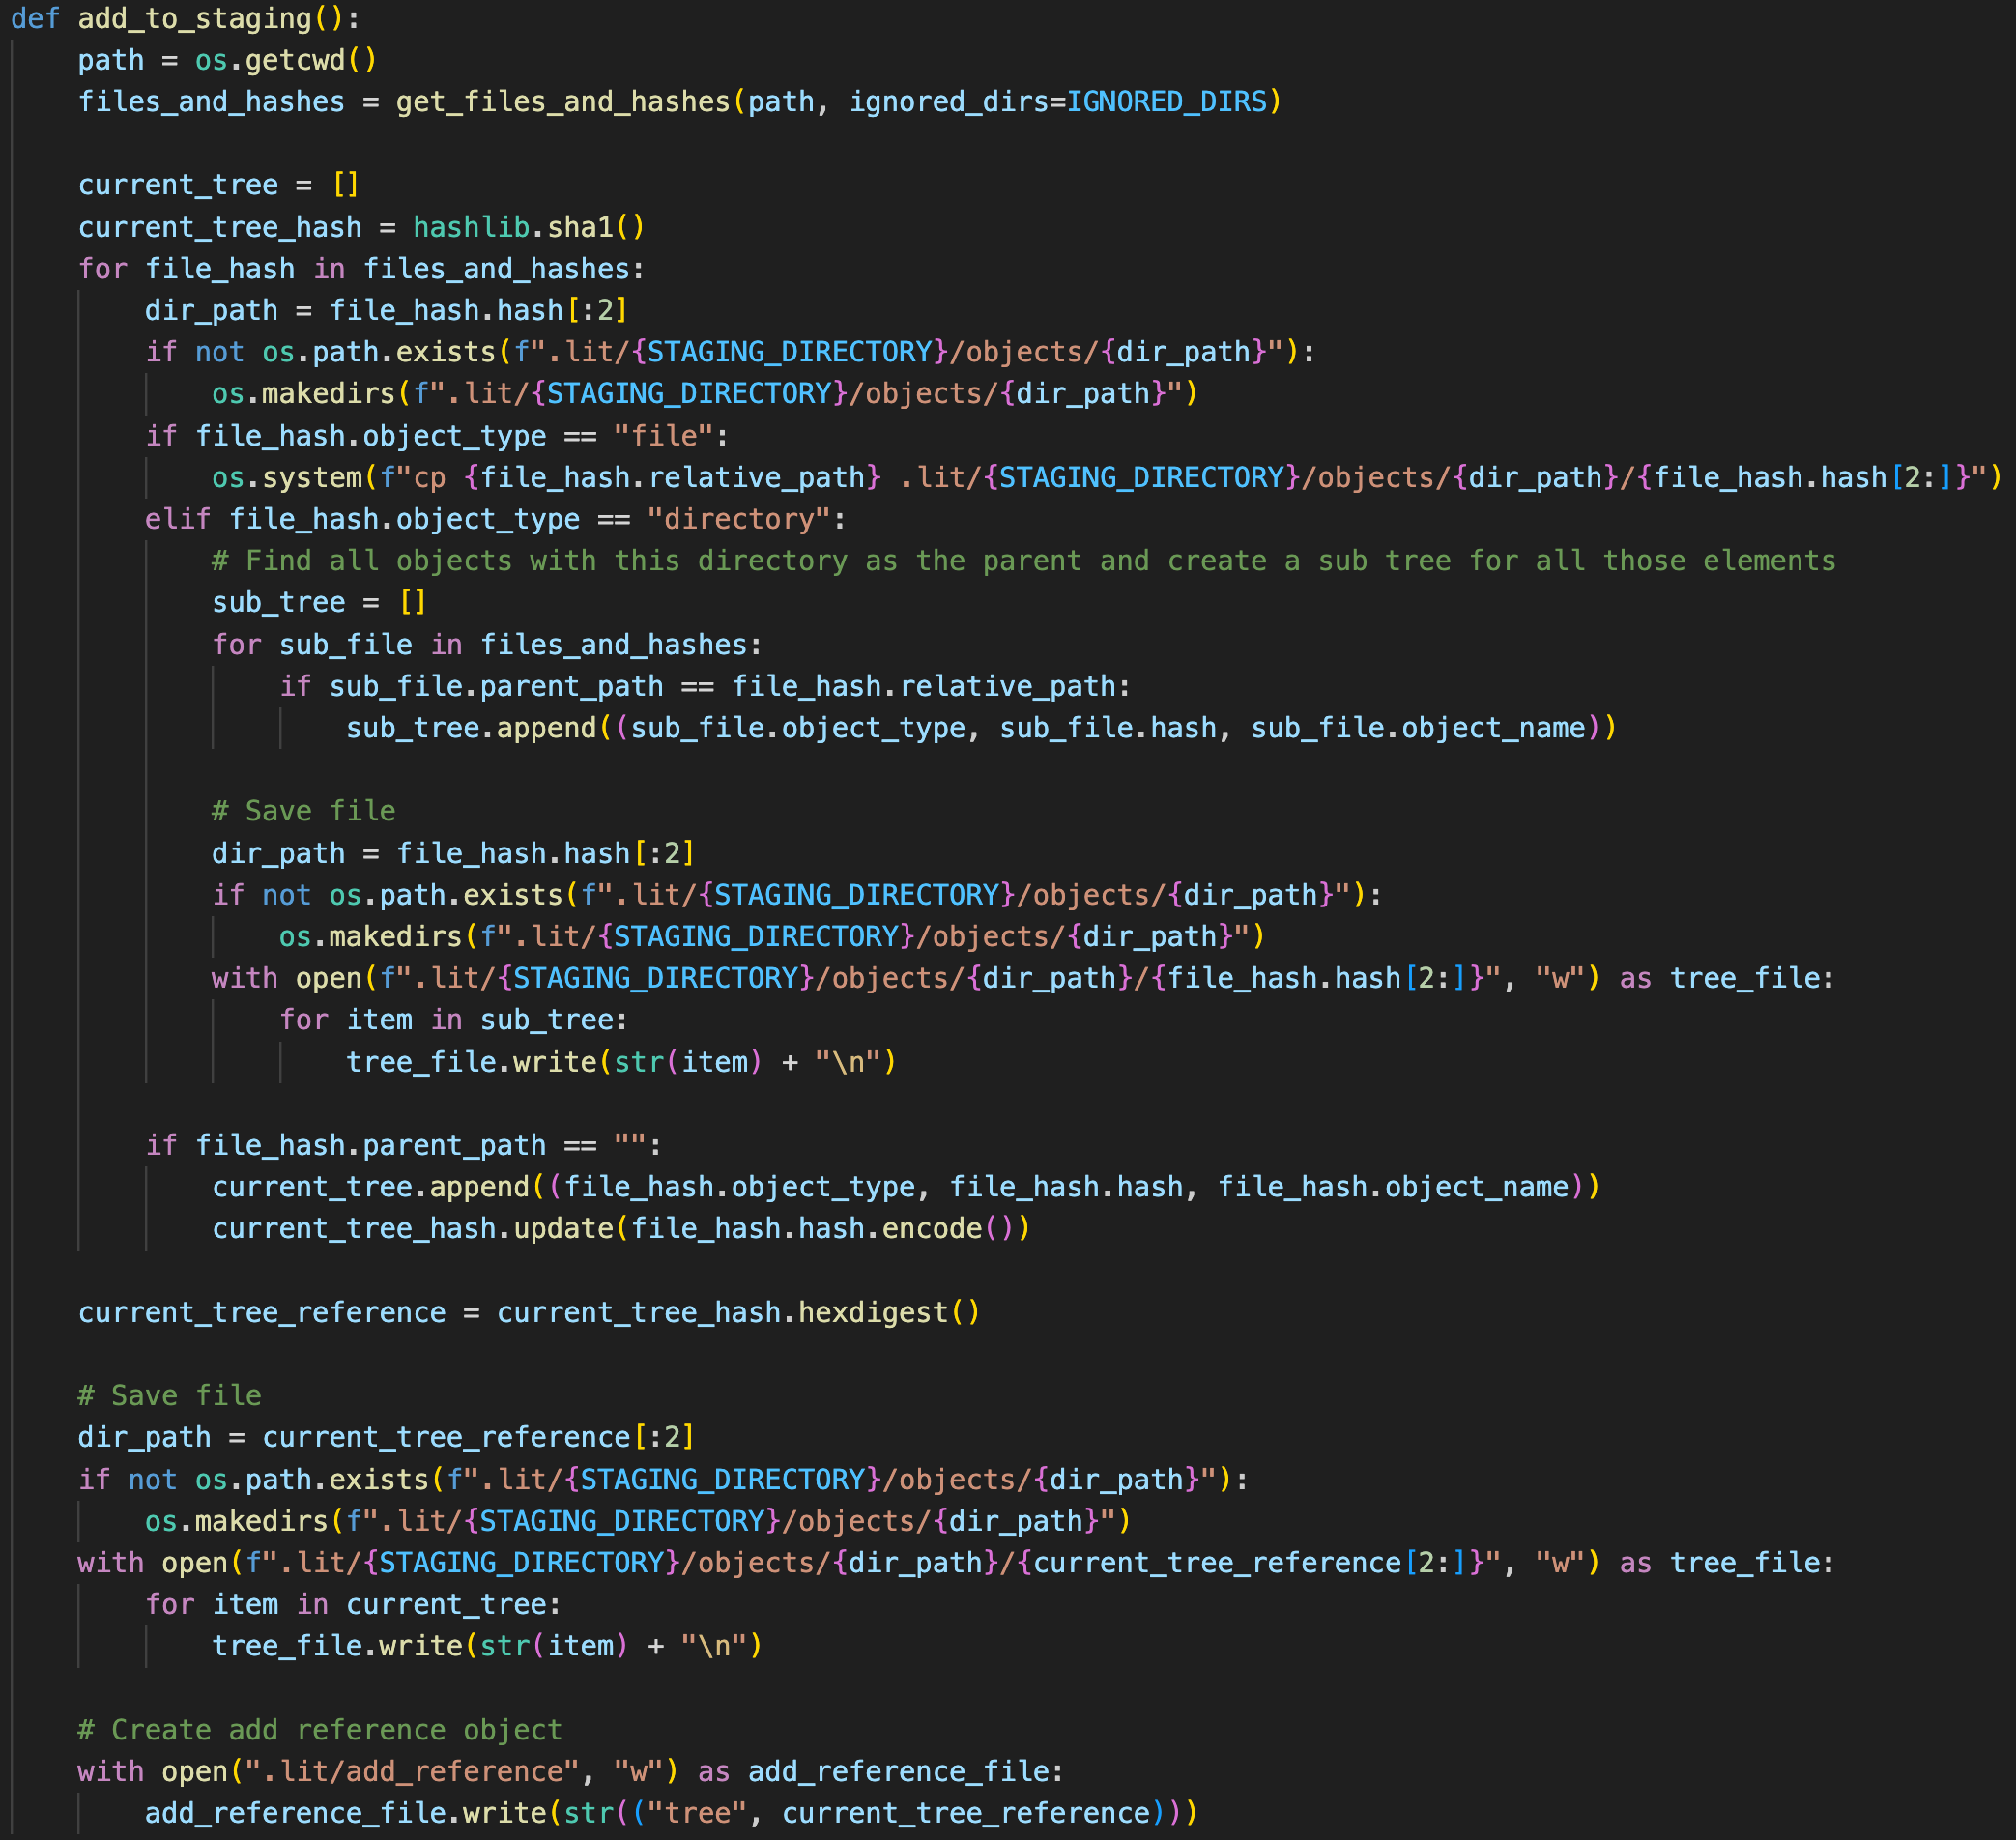 def add_to_staging():
    path = os.getcwd()
    files_and_hashes = get_files_and_hashes(path, ignored_dirs=IGNORED_DIRS)

    current_tree = []
    current_tree_hash = hashlib.sha1()
    for file_hash in files_and_hashes:
        dir_path = file_hash.hash[:2]
        if not os.path.exists(f".lit/{STAGING_DIRECTORY}/objects/{dir_path}"):
            os.makedirs(f".lit/{STAGING_DIRECTORY}/objects/{dir_path}")
        if file_hash.object_type == "file":
            os.system(f"cp {file_hash.relative_path} .lit/{STAGING_DIRECTORY}/objects/{dir_path}/{file_hash.hash[2:]}")
        elif file_hash.object_type == "directory":
            # Find all objects with this directory as the parent and create a sub tree for all those elements
            sub_tree = []
            for sub_file in files_and_hashes:
                if sub_file.parent_path == file_hash.relative_path:
                    sub_tree.append((sub_file.object_type, sub_file.hash, sub_file.object_name))

            # Save file
            dir_path = file_hash.hash[:2]
            if not os.path.exists(f".lit/{STAGING_DIRECTORY}/objects/{dir_path}"):
                os.makedirs(f".lit/{STAGING_DIRECTORY}/objects/{dir_path}")
            with open(f".lit/{STAGING_DIRECTORY}/objects/{dir_path}/{file_hash.hash[2:]}", "w") as tree_file:
                for item in sub_tree:
                    tree_file.write(str(item) + "\n")

        if file_hash.parent_path == "":
            current_tree.append((file_hash.object_type, file_hash.hash, file_hash.object_name))
            current_tree_hash.update(file_hash.hash.encode())

    current_tree_reference = current_tree_hash.hexdigest()

    # Save file
    dir_path = current_tree_reference[:2]
    if not os.path.exists(f".lit/{STAGING_DIRECTORY}/objects/{dir_path}"):
        os.makedirs(f".lit/{STAGING_DIRECTORY}/objects/{dir_path}")
    with open(f".lit/{STAGING_DIRECTORY}/objects/{dir_path}/{current_tree_reference[2:]}", "w") as tree_file:
        for item in current_tree:
            tree_file.write(str(item) + "\n")

    # Create add reference object
    with open(".lit/add_reference", "w") as add_reference_file:
        add_reference_file.write(str(("tree", current_tree_reference)))